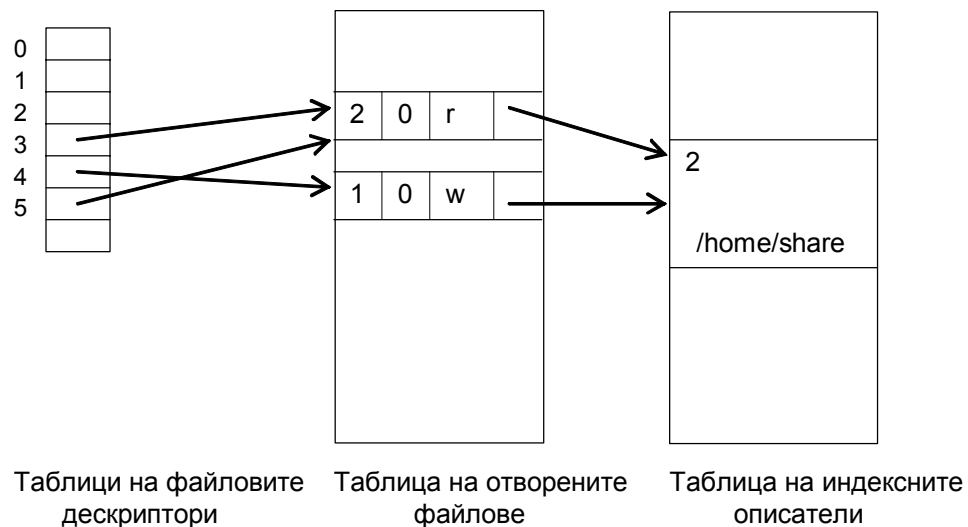 0
1
2
3
4
5
2 0 r
1 0 w
2
/home/share
Таблици на файловите дескриптори
Таблица на отворените файлове
Таблица на индексните описатели